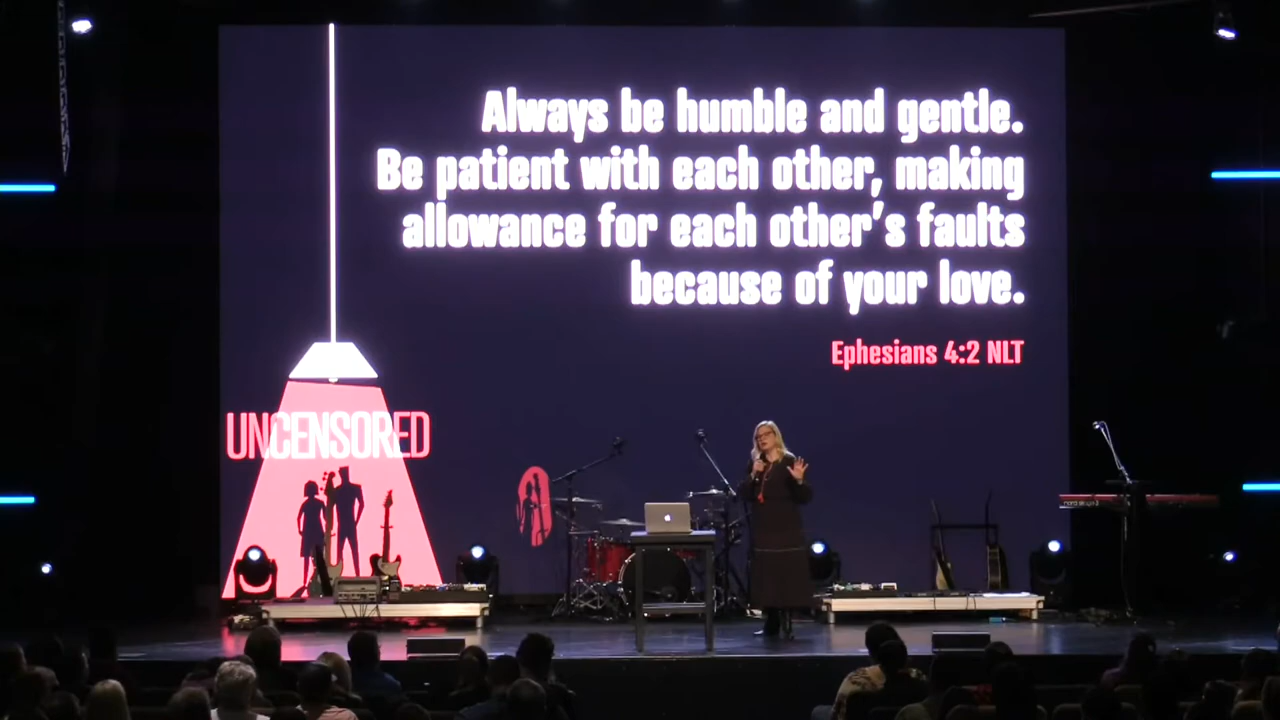 Always be humble and gentle.
Be patient with each other, making
allowance for each other's faults
because of your love.
Ephesians 4:2 NLT
UNCENSORED